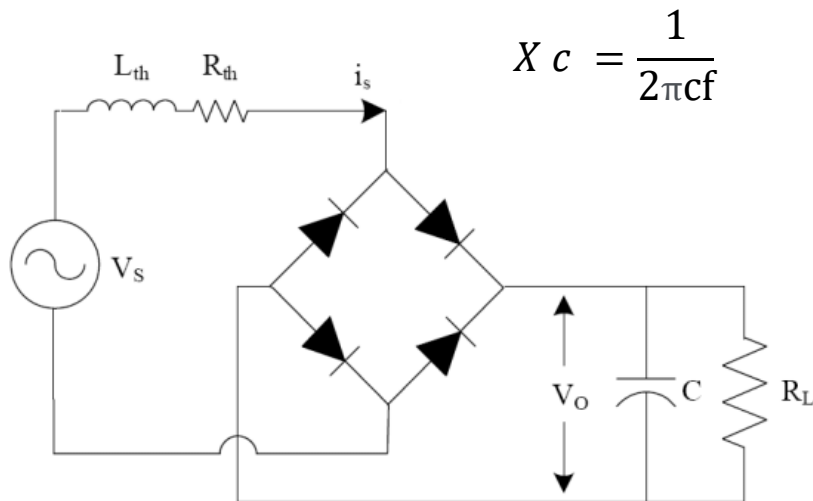 X c = 1 / 2πcf
L_th R_th i_s
V_S
V_O C R_L